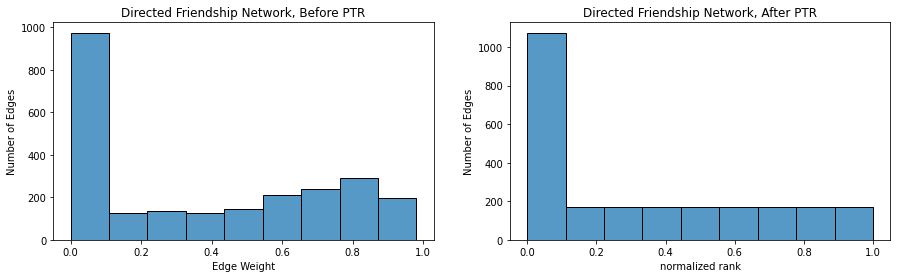 Directed Friendship Network, Before PTR
Number of Edges
1000
800
600
400
200
0
0.0 0.2 0.4 0.6 0.8 1.0
Edge Weight
Directed Friendship Network, After PTR
Number of Edges
1000
800
600
400
200
0
0.0 0.2 0.4 0.6 0.8 1.0
normalized rank